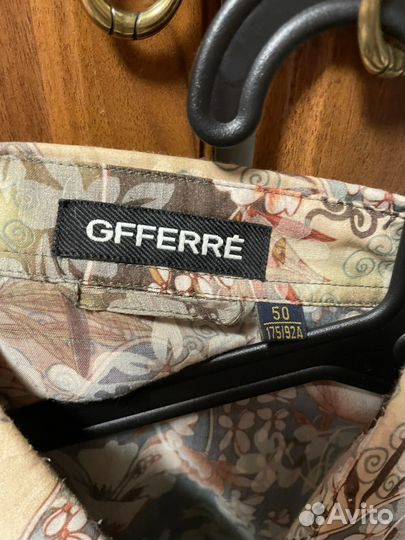 GFFERRÉ
50
175/92A
Avito